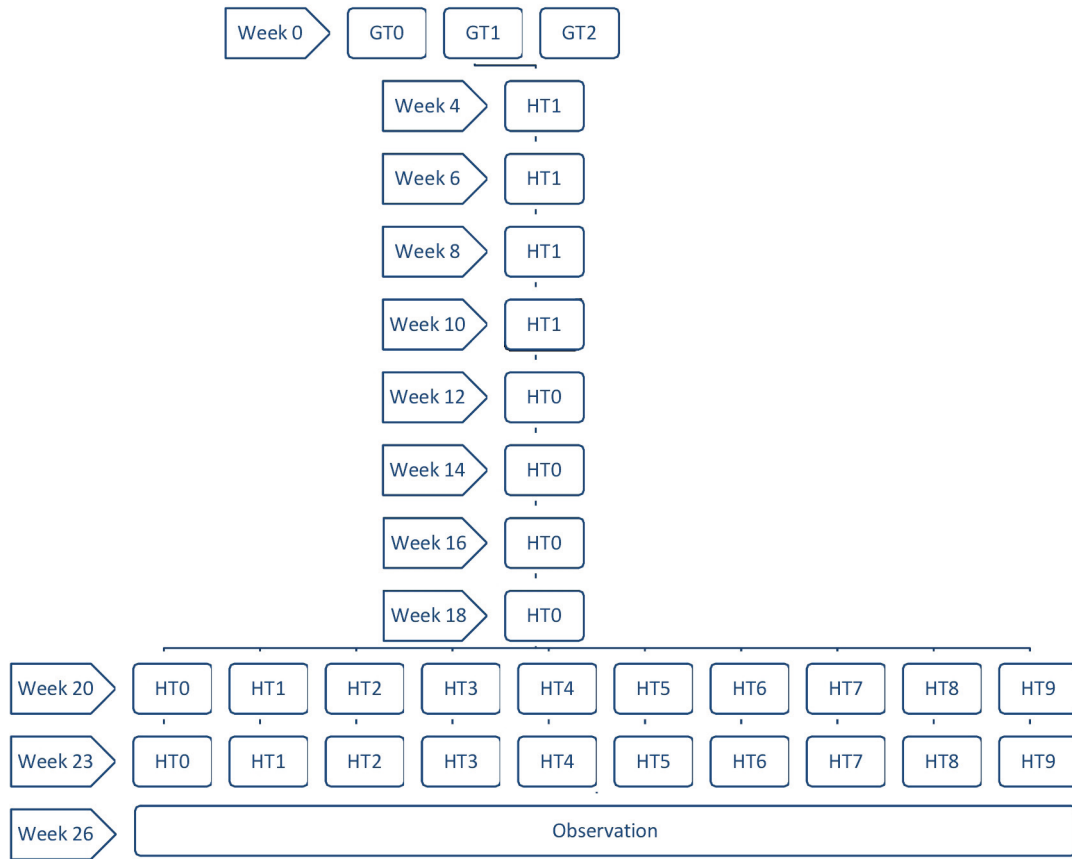 Week 0 GT0 GT1 GT2
Week 4 HT1
Week 6 HT1
Week 8 HT1
Week 10 HT1
Week 12 HT0
Week 14 HT0
Week 16 HT0
Week 18 HT0
Week 20 HT0 HT1 HT2 HT3 HT4 HT5 HT6 HT7 HT8 HT9
Week 23 HT0 HT1 HT2 HT3 HT4 HT5 HT6 HT7 HT8 HT9
Week 26 Observation